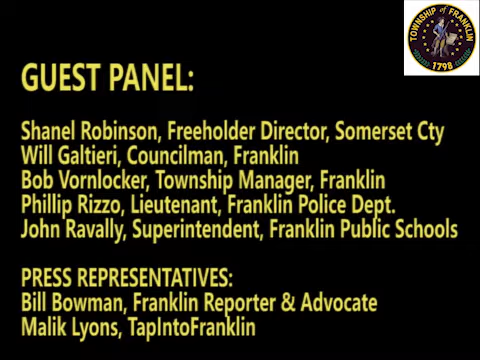 TOWNSHIP of FRANKLIN
1798
GUEST PANEL:
Shanel Robinson, Freeholder Director, Somerset Cty
Will Galtieri, Councilman, Franklin
Bob Vornlocker, Township Manager, Franklin
Phillip Rizzo, Lieutenant, Franklin Police Dept.
John Ravally, Superintendent, Franklin Public Schools
PRESS REPRESENTATIVES:
Bill Bowman, Franklin Reporter & Advocate
Malik Lyons, TapIntoFranklin